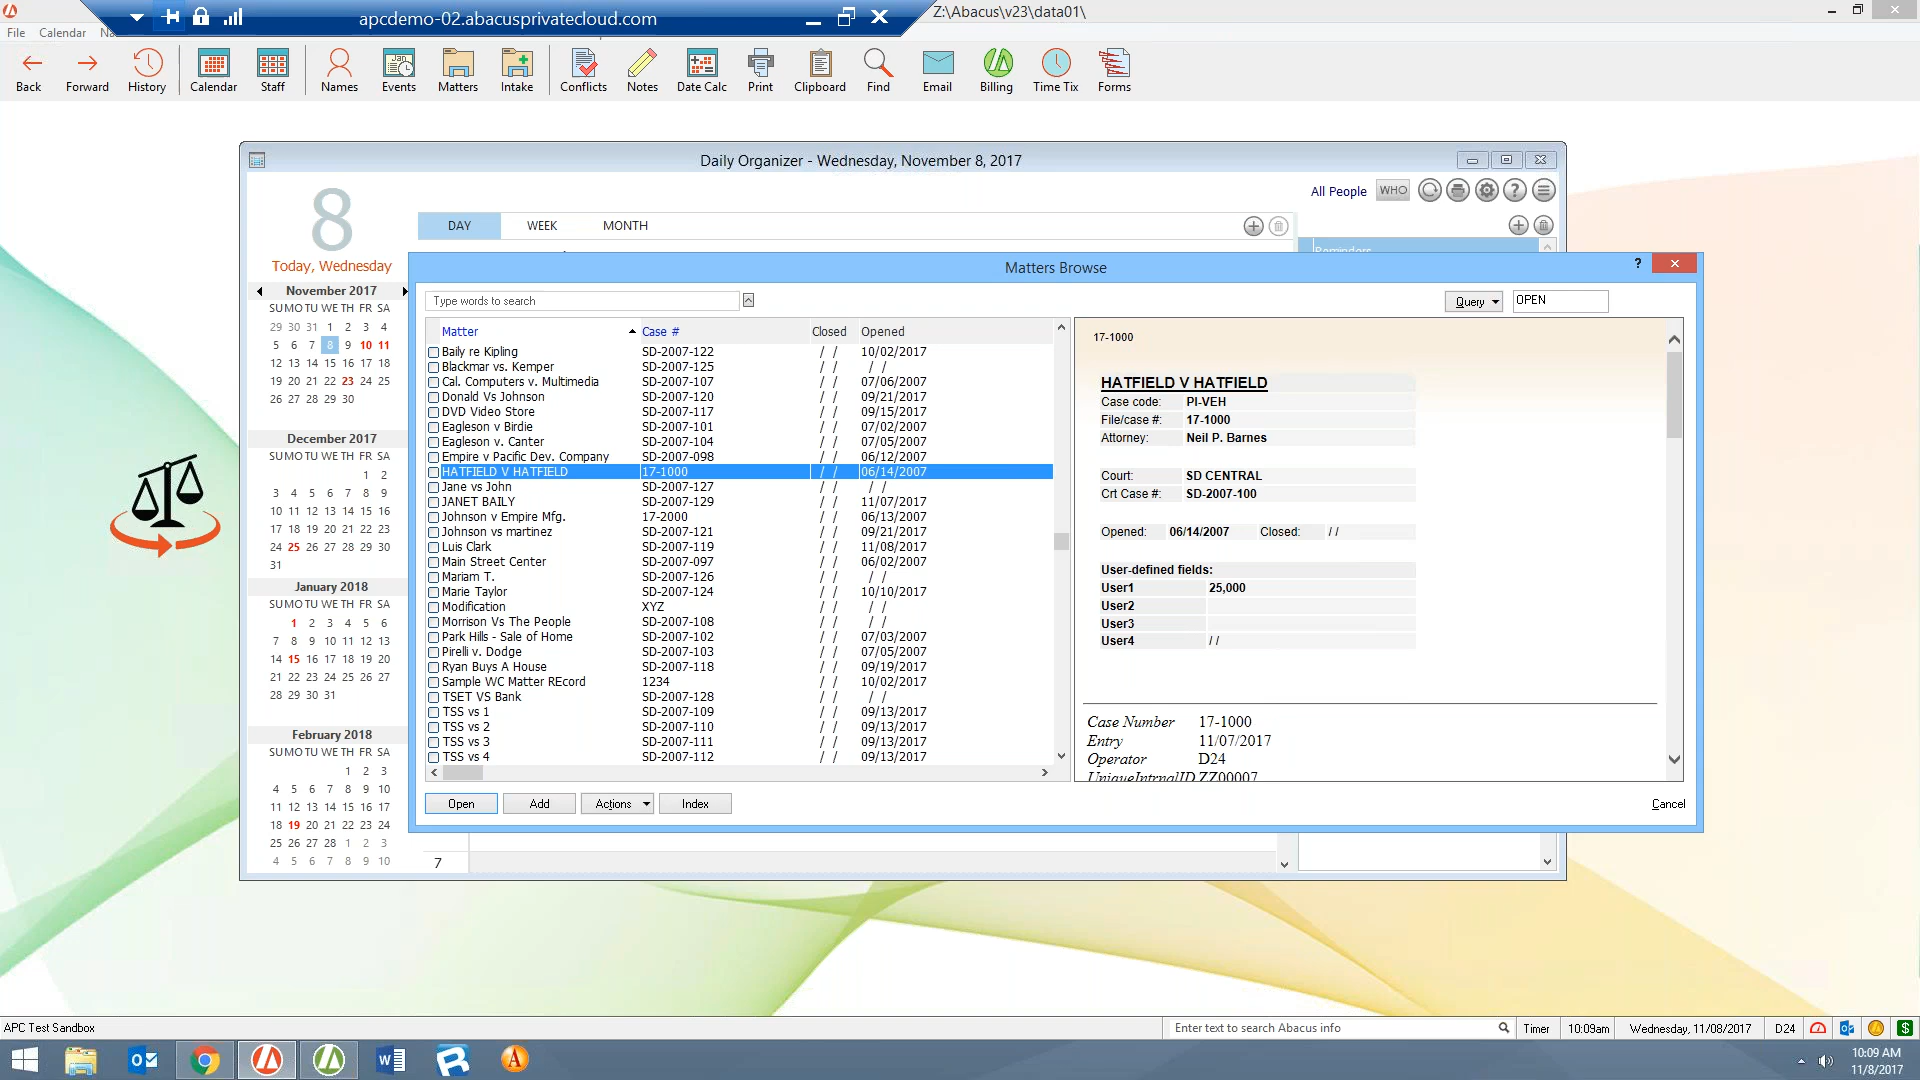 apcdemo-02.abacusprivatecloud.com
Z:\Abacus\v23\data01\
File Calendar
Back Forward History Calendar Staff Names Events Matters Intake Conflicts Notes Date Calc Print Clipboard Find Email Billing Time Tix Forms
Daily Organizer - Wednesday, November 8, 2017
All People WHO
8
Today, Wednesday
DAY WEEK MONTH
Reminders
November 2017
SU MO TU WE TH FR SA
29 30 31 1 2 3 4
5 6 7 8 9 10 11
12 13 14 15 16 17 18
19 20 21 22 23 24 25
26 27 28 29 30
December 2017
SU MO TU WE TH FR SA
1 2
3 4 5 6 7 8 9
10 11 12 13 14 15 16
17 18 19 20 21 22 23
24 25 26 27 28 29 30
31
January 2018
SU MO TU WE TH FR SA
1 2 3 4 5 6
7 8 9 10 11 12 13
14 15 16 17 18 19 20
21 22 23 24 25 26 27
28 29 30 31
February 2018
SU MO TU WE TH FR SA
1 2 3
4 5 6 7 8 9 10
11 12 13 14 15 16 17
18 19 20 21 22 23 24
25 26 27 28 1 2 3
4 5 6 7 8 9 10
7
Matters Browse
?
Type words to search
Query OPEN
Matter Case # Closed Opened
Baily re Kipling SD-2007-122 / / 10/02/2017
Blackmar vs. Kemper SD-2007-125 / / / /
Cal. Computers v. Multimedia SD-2007-107 / / 07/06/2007
Donald Vs Johnson SD-2007-120 / / 09/21/2017
DVD Video Store SD-2007-117 / / 09/15/2017
Eagleson v Birdie SD-2007-101 / / 07/02/2007
Eagleson v. Canter SD-2007-104 / / 07/05/2007
Empire v Pacific Dev. Company SD-2007-098 / / 06/12/2007
HATFIELD V HATFIELD 17-1000 / / 06/14/2007
Jane vs John SD-2007-127 / / / /
JANET BAILY SD-2007-129 / / 11/07/2017
Johnson v Empire Mfg. 17-2000 / / 06/13/2007
Johnson vs martinez SD-2007-121 / / 09/21/2017
Luis Clark SD-2007-119 / / 11/08/2017
Main Street Center SD-2007-097 / / 06/02/2007
Mariam T. SD-2007-126 / / / /
Marie Taylor SD-2007-124 / / 10/10/2017
Modification XYZ / / / /
Morrison Vs The People SD-2007-108 / / / /
Park Hills - Sale of Home SD-2007-102 / / 07/03/2007
Pirelli v. Dodge SD-2007-103 / / 07/05/2007
Ryan Buys A House SD-2007-118 / / 09/19/2017
Sample WC Matter REcord 1234 / / 10/02/2017
TSET VS Bank SD-2007-128 / / / /
TSS vs 1 SD-2007-109 / / 09/13/2017
TSS vs 2 SD-2007-110 / / 09/13/2017
TSS vs 3 SD-2007-111 / / 09/13/2017
TSS vs 4 SD-2007-112 / / 09/13/2017
17-1000
HATFIELD V HATFIELD
Case code: PI-VEH
File/case #: 17-1000
Attorney: Neil P. Barnes
Court: SD CENTRAL
Crt Case #: SD-2007-100
Opened: 06/14/2007 Closed: / /
User-defined fields:
User1 25,000
User2
User3
User4 / /
Case Number 17-1000
Entry 11/07/2017
Operator D24
UniqueIntrnalID ZZ00007
Open Add Actions Index Cancel
APC Test Sandbox
Enter text to search Abacus info Timer 10:09am Wednesday, 11/08/2017 D24
10:09 AM
11/8/2017